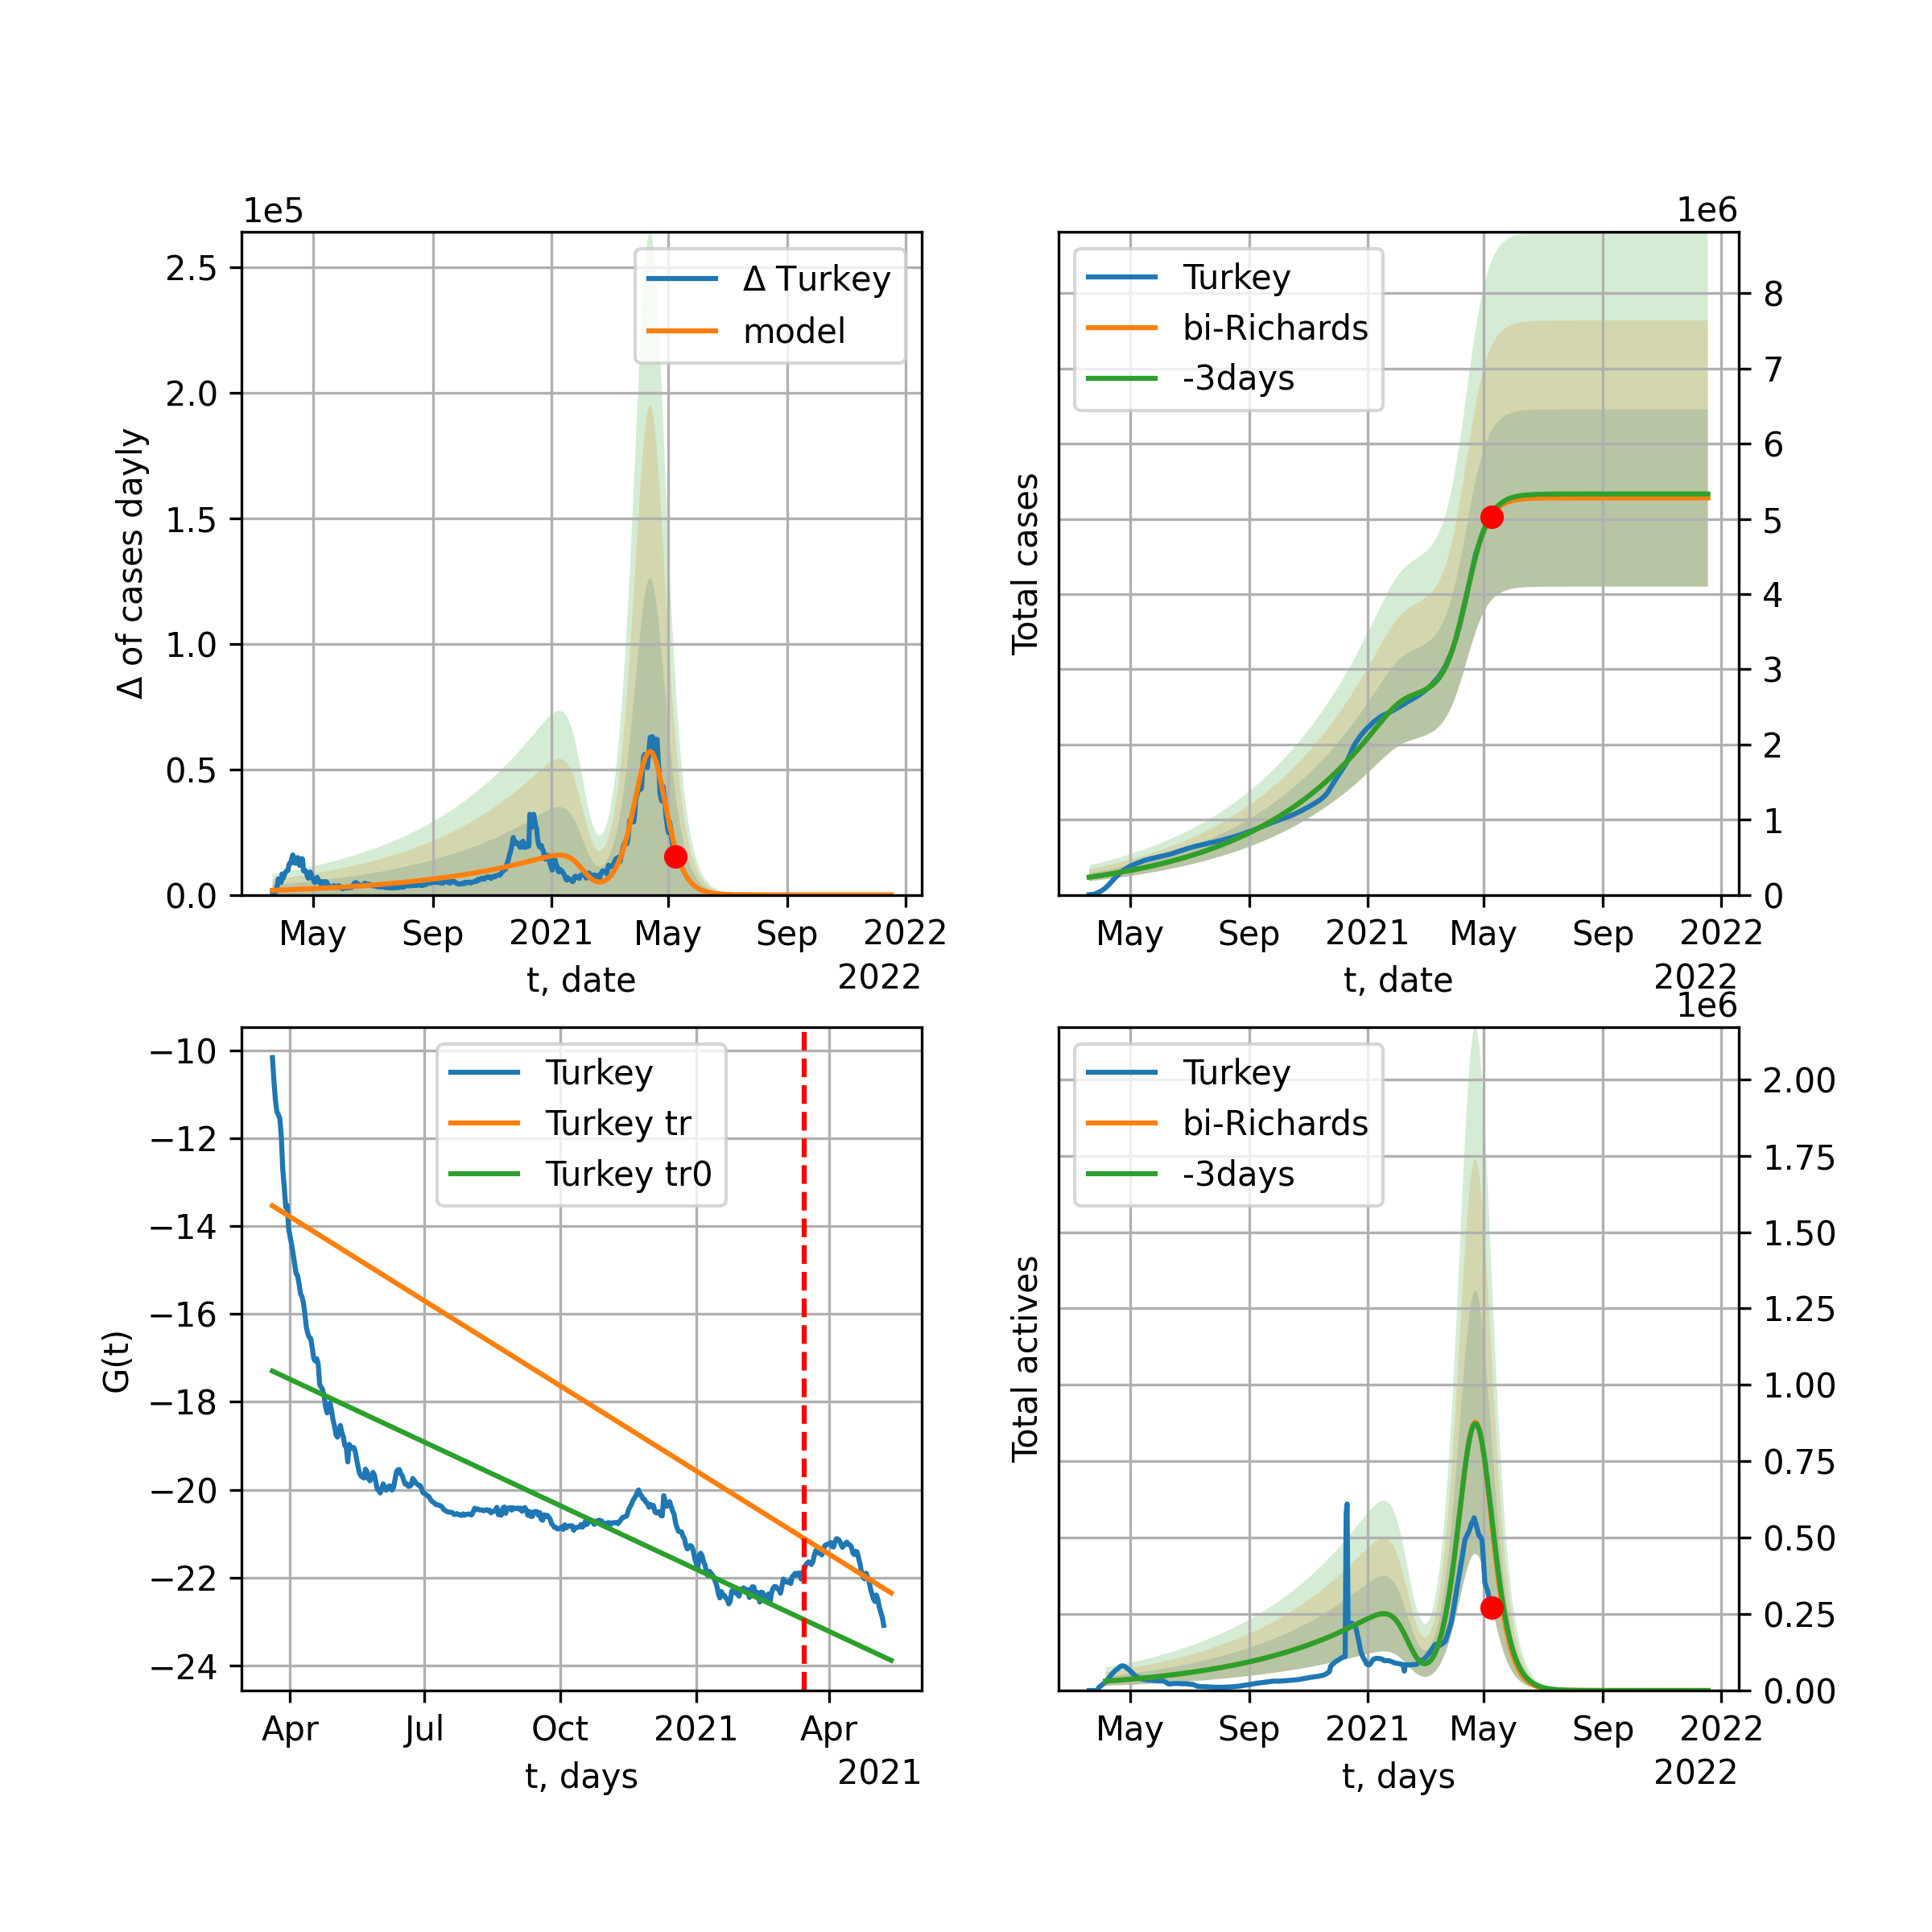 1e5
2.5
2.0
1.5
1.0
0.5
0.0
Δ of cases dayly
Δ Turkey
model
May Sep 2021 May Sep 2022
t, date
2022
1e6
8
7
6
5
4
3
2
1
0
Total cases
Turkey
bi-Richards
-3days
May Sep 2021 May Sep 2022
t, date
2022
−10
−12
−14
−16
−18
−20
−22
−24
G(t)
Turkey
Turkey tr
Turkey tr0
Apr Jul Oct 2021 Apr
t, days
2021
1e6
2.00
1.75
1.50
1.25
1.00
0.75
0.50
0.25
0.00
Total actives
Turkey
bi-Richards
-3days
May Sep 2021 May Sep 2022
t, days
2022